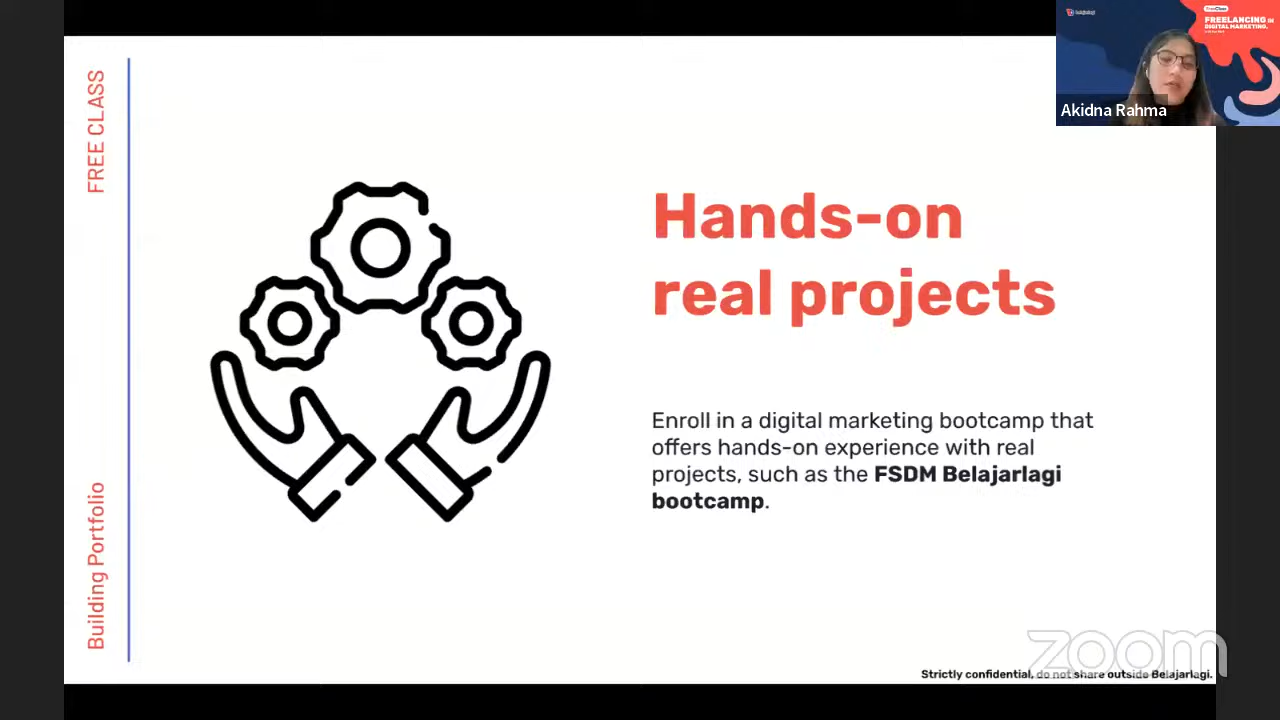 Belajarlagi
FreeClass
FREELANCING IN
DIGITAL MARKETING.
Akidna Rahma
FREE CLASS
Building Portfolio
Hands-on
real projects
Enroll in a digital marketing bootcamp that
offers hands-on experience with real
projects, such as the FSDM Belajarlagi
bootcamp.
zoom
Strictly confidential, do not share outside Belajarlagi.